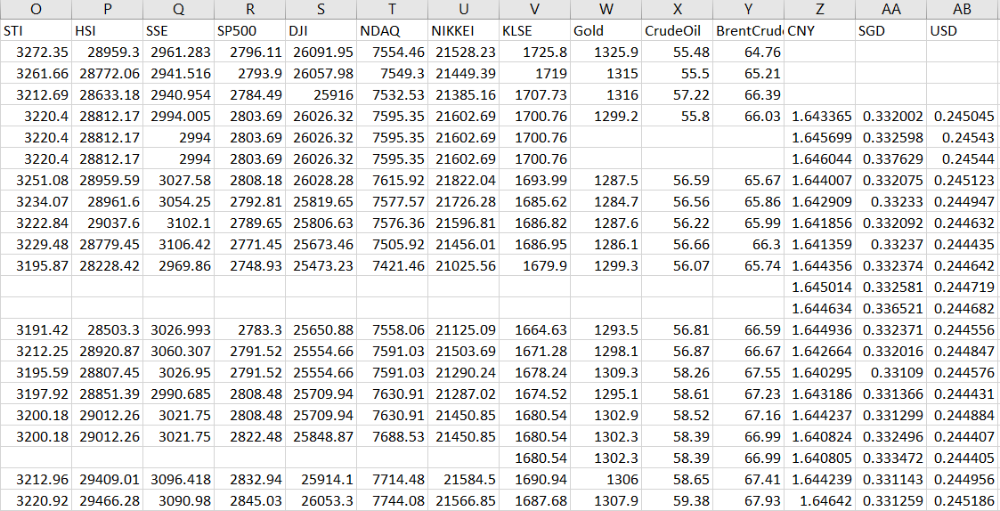 O P Q R S T U V W X Y Z AA AB
STI HSI SSE SP500 DJI NDAQ NIKKEI KLSE Gold CrudeOil BrentCrud CNY SGD USD
3272.35 28959.3 2961.283 2796.11 26091.95 7554.46 21528.23 1725.8 1325.9 55.48 64.76
3261.66 28772.06 2941.516 2793.9 26057.98 7549.3 21449.39 1719 1315 55.5 65.21
3212.69 28633.18 2940.954 2784.49 25916 7532.53 21385.16 1707.73 1316 57.22 66.39
3220.4 28812.17 2994.005 2803.69 26026.32 7595.35 21602.69 1700.76 1299.2 55.8 66.03 1.643365 0.332002 0.245045
3220.4 28812.17 2994 2803.69 26026.32 7595.35 21602.69 1700.76 1.645699 0.332598 0.24543
3220.4 28812.17 2994 2803.69 26026.32 7595.35 21602.69 1700.76 1.646044 0.337629 0.24544
3251.08 28959.59 3027.58 2808.18 26028.28 7615.92 21822.04 1693.99 1287.5 56.59 65.67 1.644007 0.332075 0.245123
3234.07 28961.6 3054.25 2792.81 25819.65 7577.57 21726.28 1685.62 1284.7 56.56 65.86 1.642909 0.33233 0.244947
3222.84 29037.6 3102.1 2789.65 25806.63 7576.36 21596.81 1686.82 1287.6 56.22 65.99 1.641856 0.332092 0.244632
3229.48 28779.45 3106.42 2771.45 25673.46 7505.92 21456.01 1686.95 1286.1 56.66 66.3 1.641359 0.33237 0.244435
3195.87 28228.42 2969.86 2748.93 25473.23 7421.46 21025.56 1679.9 1299.3 56.07 65.74 1.644356 0.332374 0.244642
1.645014 0.332581 0.244719
1.644634 0.336521 0.244682
3191.42 28503.3 3026.993 2783.3 25650.88 7558.06 21125.09 1664.63 1293.5 56.81 66.59 1.644936 0.332371 0.244556
3212.25 28920.87 3060.307 2791.52 25554.66 7591.03 21503.69 1671.28 1298.1 56.87 66.67 1.642664 0.332016 0.244847
3195.59 28807.45 3026.95 2791.52 25554.66 7591.03 21290.24 1678.24 1309.3 58.26 67.55 1.640295 0.33109 0.244576
3197.92 28851.39 2990.685 2808.48 25709.94 7630.91 21287.02 1674.52 1295.1 58.61 67.23 1.643186 0.331366 0.244431
3200.18 29012.26 3021.75 2808.48 25709.94 7630.91 21450.85 1680.54 1302.9 58.52 67.16 1.644237 0.331299 0.244884
3200.18 29012.26 3021.75 2822.48 25848.87 7688.53 21450.85 1680.54 1302.3 58.39 66.99 1.640824 0.332496 0.244407
1680.54 1302.3 58.39 66.99 1.640805 0.333472 0.244405
3212.96 29409.01 3096.418 2832.94 25914.1 7714.48 21584.5 1690.94 1306 58.65 67.41 1.644239 0.331143 0.244956
3220.92 29466.28 3090.98 2845.03 26053.3 7744.08 21566.85 1687.68 1307.9 59.38 67.93 1.64642 0.331259 0.245186